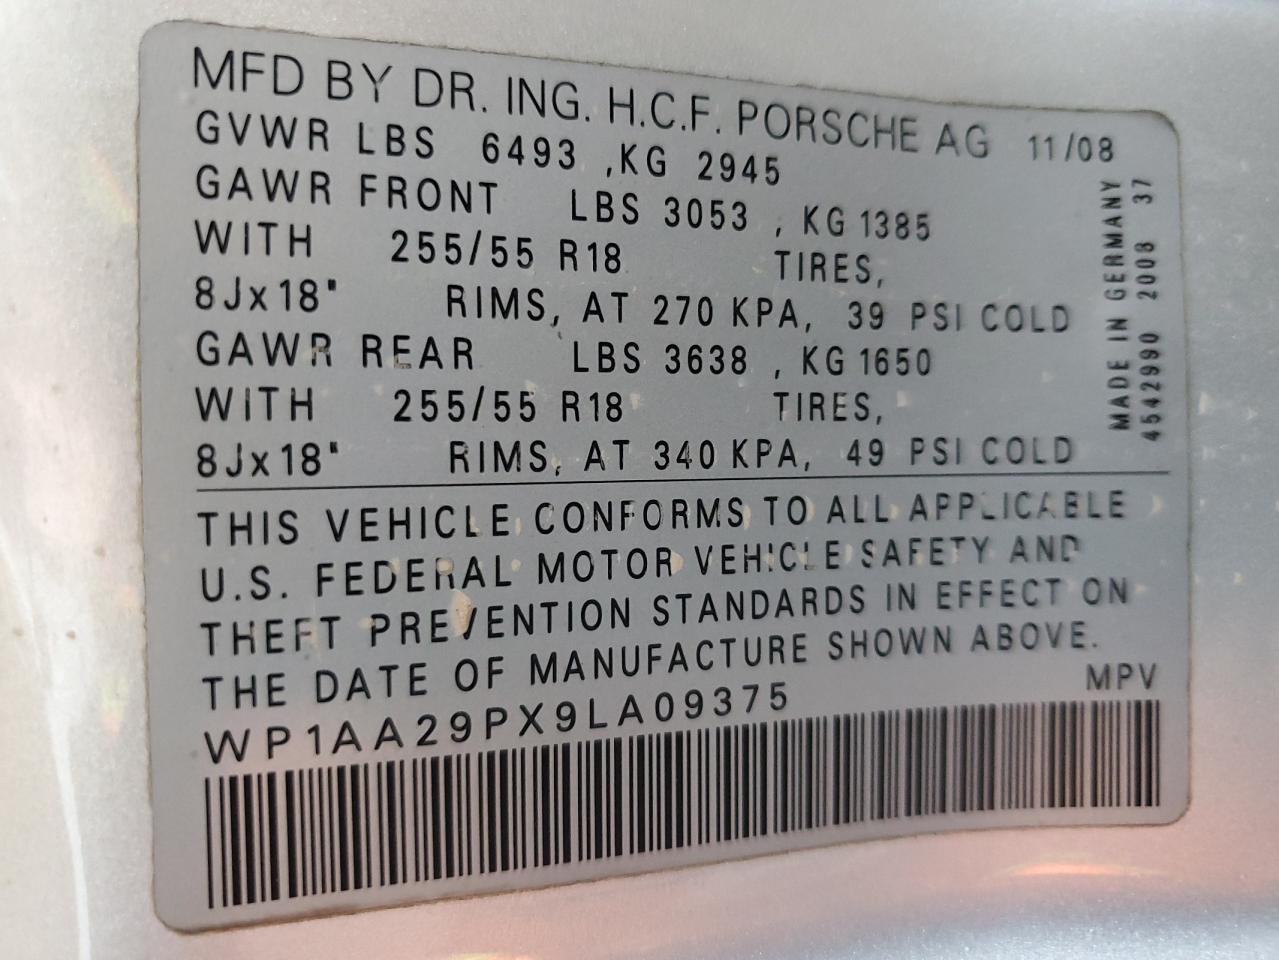 MFD BY DR. ING. H.C.F. PORSCHE AG 11/08
GVWR LBS 6493 ,KG 2945
GAWR FRONT LBS 3053 , KG 1385
WITH 255/55 R18 TIRES,
8Jx18" RIMS, AT 270 KPA, 39 PSI COLD
GAWR REAR LBS 3638 , KG 1650
WITH 255/55 R18 TIRES,
8Jx18" RIMS, AT 340 KPA, 49 PSI COLD
MADE IN GERMANY
4542990 2008 37
THIS VEHICLE CONFORMS TO ALL APPLICABLE
U.S. FEDERAL MOTOR VEHICLE SAFETY AND
THEFT PREVENTION STANDARDS IN EFFECT ON
THE DATE OF MANUFACTURE SHOWN ABOVE.
WP1AA29PX9LA09375 MPV